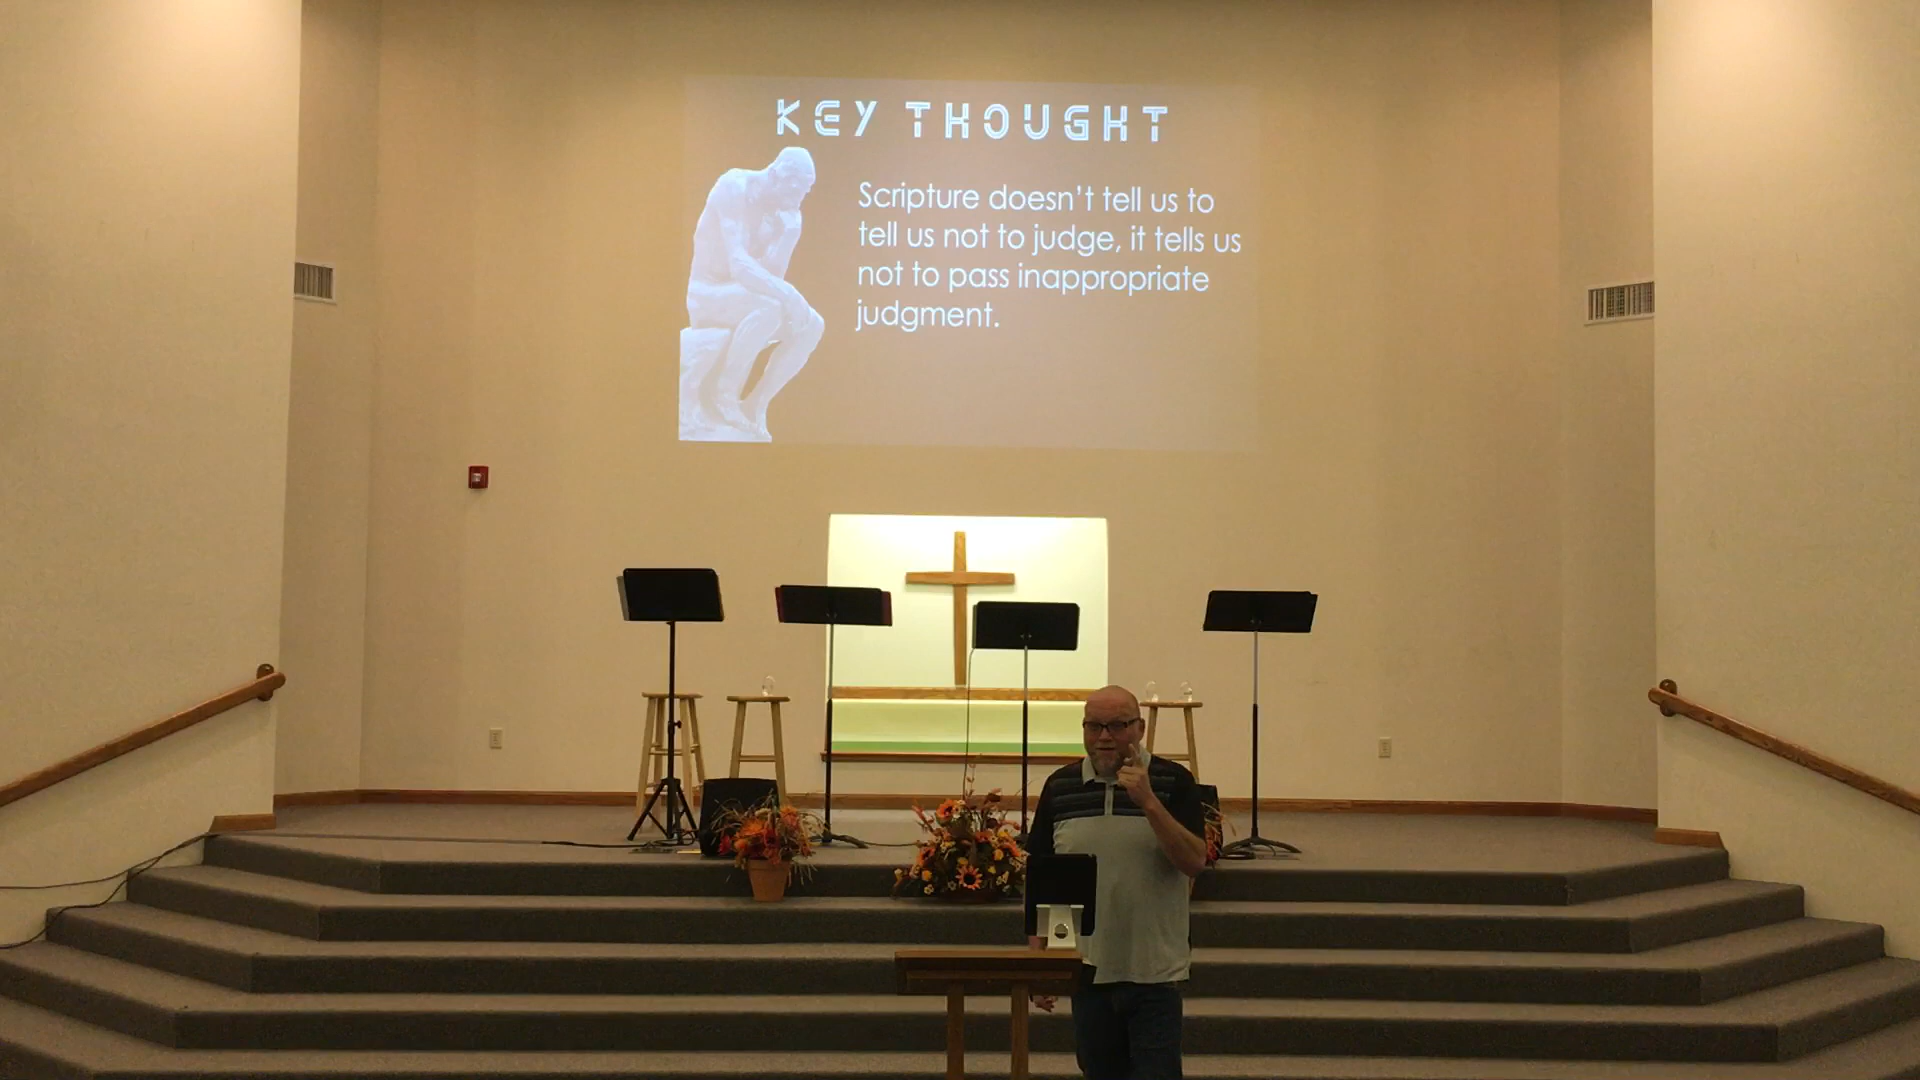 KEY THOUGHT
Scripture doesn't tell us to
tell us not to judge, it tells us
not to pass inappropriate
judgment.